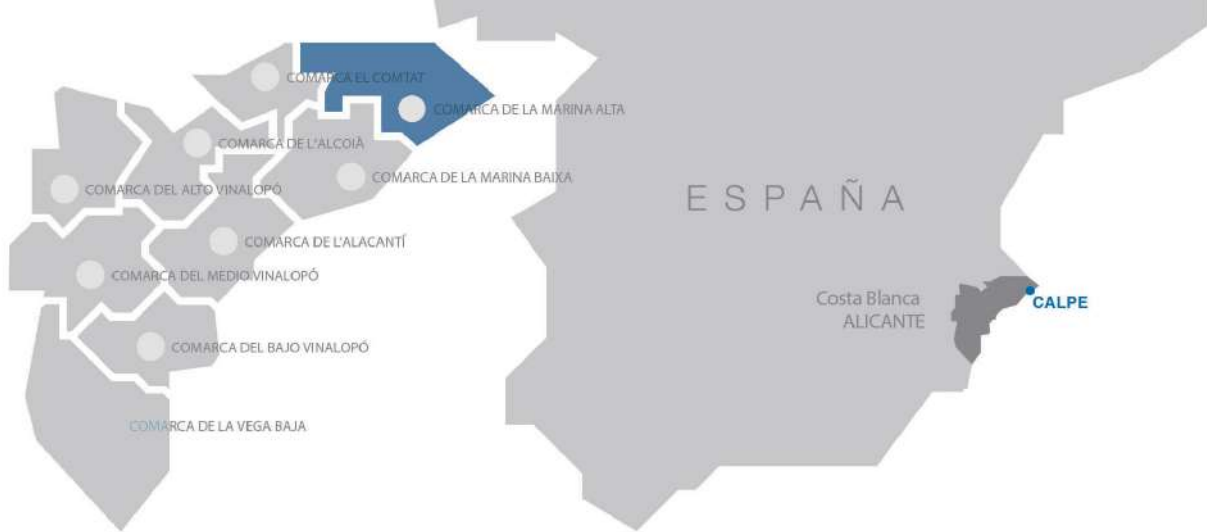 COMARCA EL COMTAT
COMARCA DE LA MARINA ALTA
COMARCA DE L'ALCOIÀ
COMARCA DE LA MARINA BAIXA
COMARCA DEL ALTO VINALOPÓ
COMARCA DE L'ALACANTÍ
COMARCA DEL MEDIO VINALOPÓ
COMARCA DEL BAJO VINALOPÓ
COMARCA DE LA VEGA BAJA
ESPAÑA
Costa Blanca
ALICANTE
CALPE